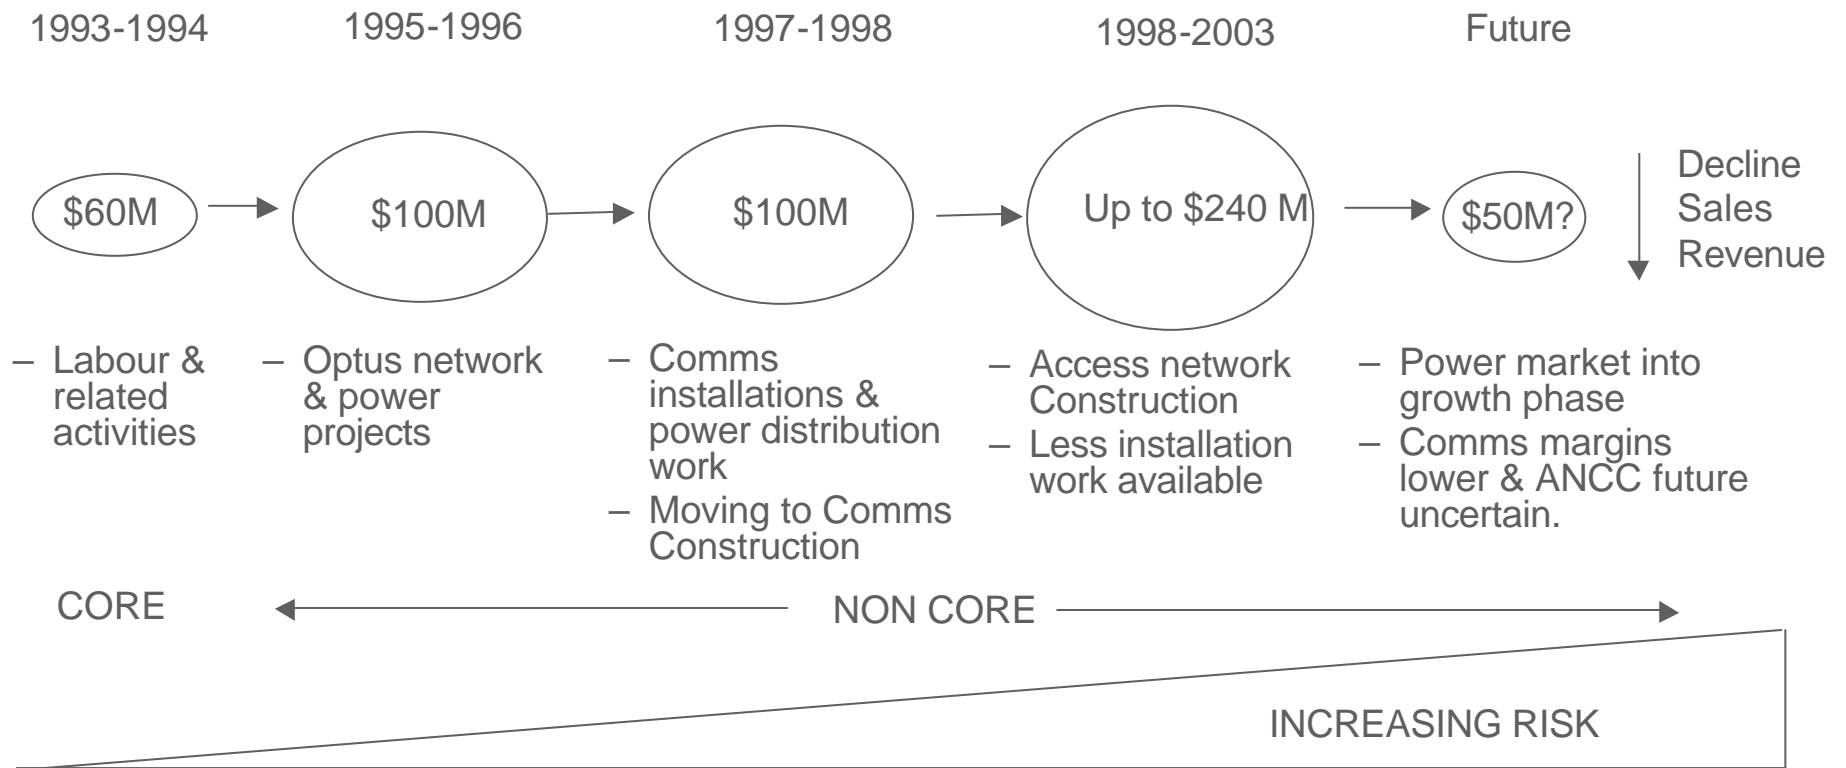 1993-1994
1995-1996
1997-1998
1998-2003
Future
$60M
$100M
$100M
Up to $240 M
$50M?
Decline
Sales
Revenue
– Labour &
related
activities
– Optus network
& power
projects
– Comms
installations &
power distribution
work
– Moving to Comms
Construction
– Access network
Construction
– Less installation
work available
– Power market into
growth phase
– Comms margins
lower & ANCC future
uncertain.
CORE
NON CORE
INCREASING RISK